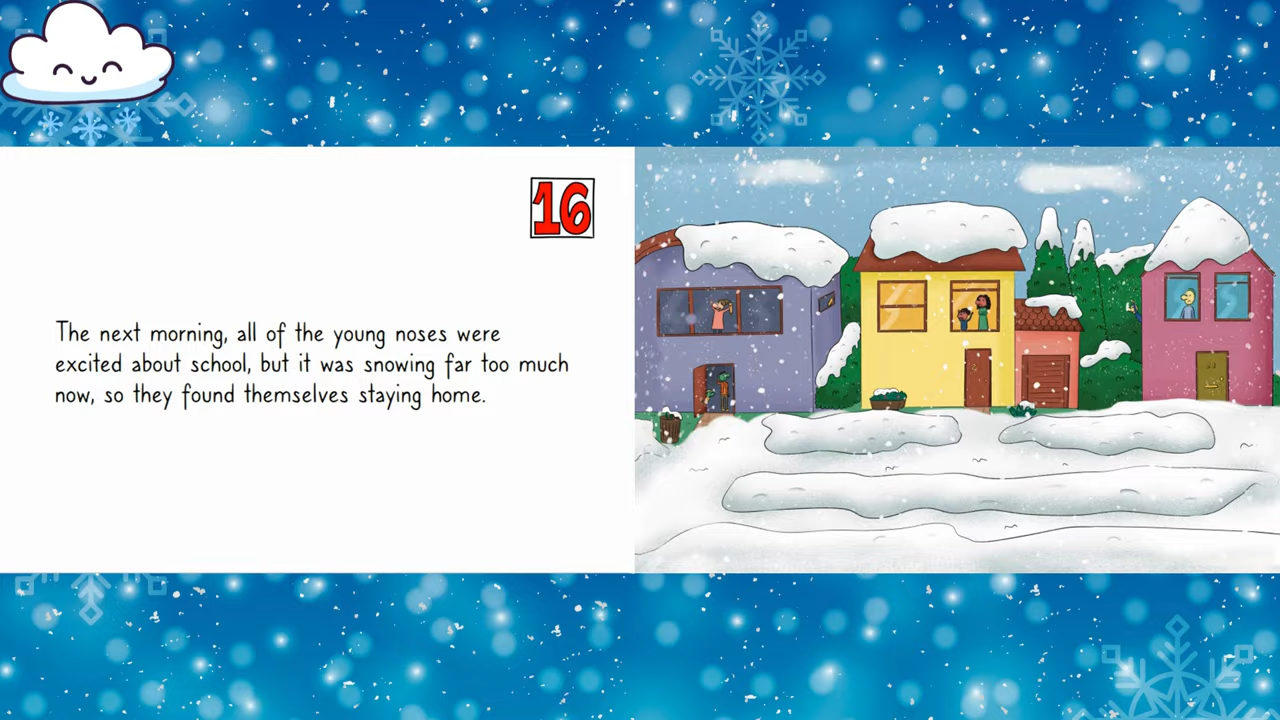 16
The next morning, all of the young noses were
excited about school, but it was snowing far too much
now, so they found themselves staying home.